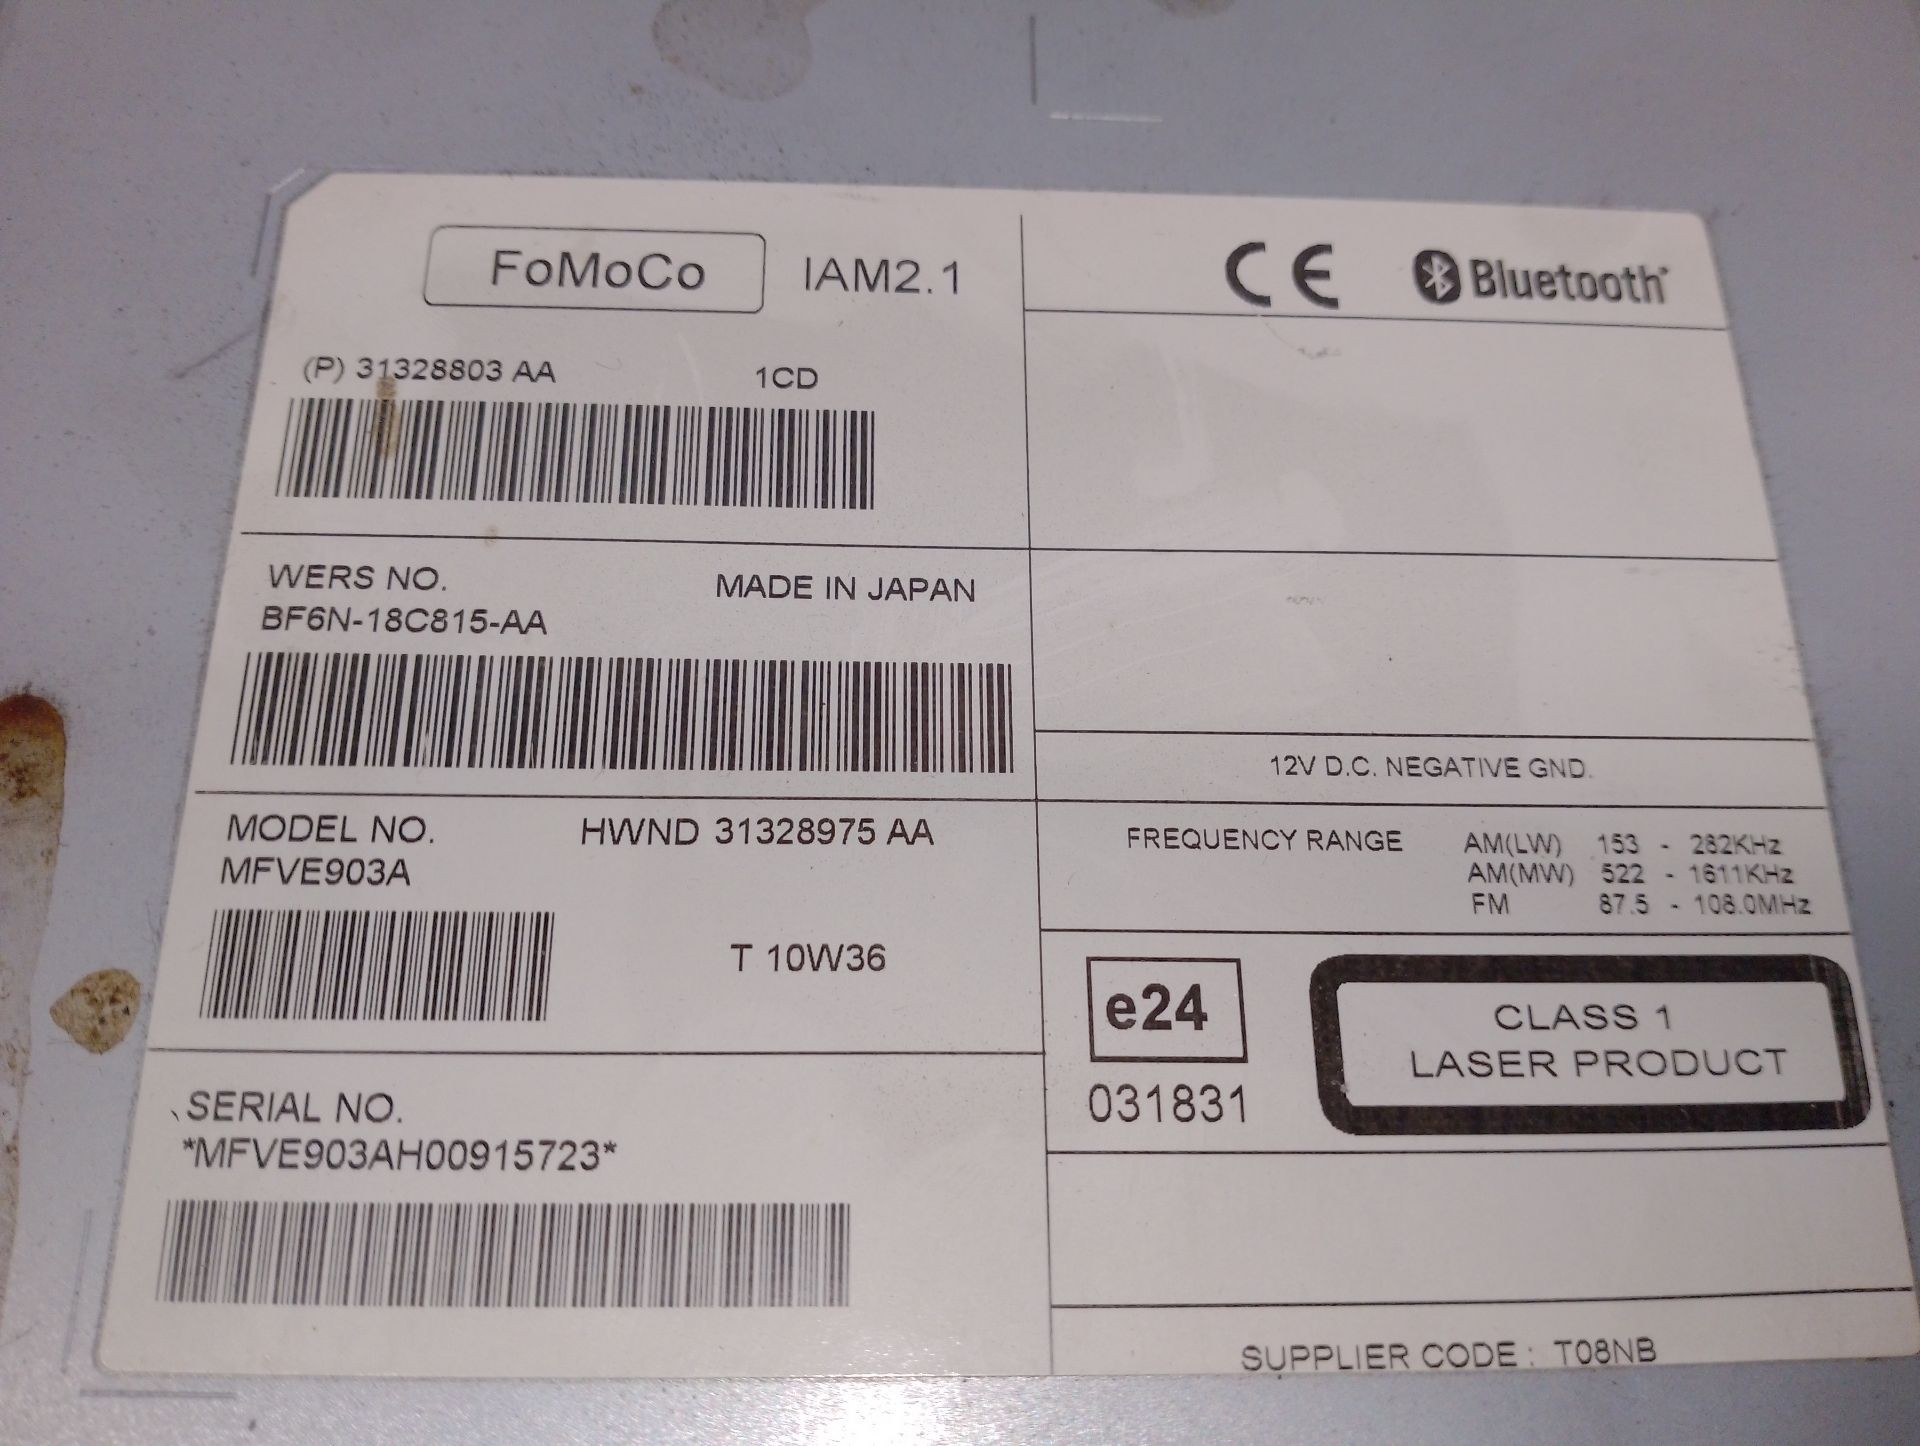 FoMoCo IAM2.1
(P) 31328803 AA 1CD
WERS NO. MADE IN JAPAN
BF6N-18C815-AA
MODEL NO. HWND 31328975 AA
MFVE903A
T 10W36
SERIAL NO.
*MFVE903AH00915723*
CE Bluetooth
12V D.C. NEGATIVE GND.
FREQUENCY RANGE AM(LW) 153 - 282KHz
AM(MW) 522 - 1611KHz
FM 87.5 - 108.0MHz
e24
031831
CLASS 1
LASER PRODUCT
SUPPLIER CODE : T08NB